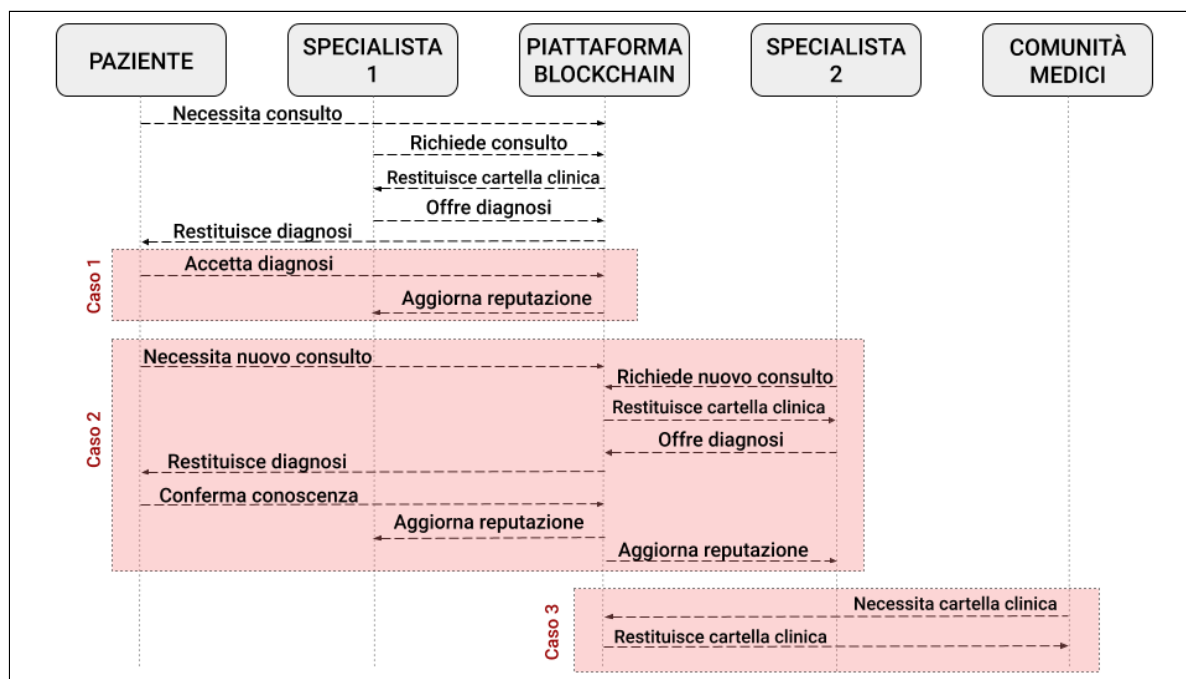 PAZIENTE
SPECIALISTA
1
PIATTAFORMA
BLOCKCHAIN
SPECIALISTA
2
COMUNITÀ
MEDICI
Necessita consulto
Richiede consulto
Restituisce cartella clinica
Offre diagnosi
Restituisce diagnosi
Caso 1
Accetta diagnosi
Aggiorna reputazione
Caso 2
Necessita nuovo consulto
Richiede nuovo consulto
Restituisce cartella clinica
Offre diagnosi
Restituisce diagnosi
Conferma conoscenza
Aggiorna reputazione
Aggiorna reputazione
Caso 3
Necessita cartella clinica
Restituisce cartella clinica